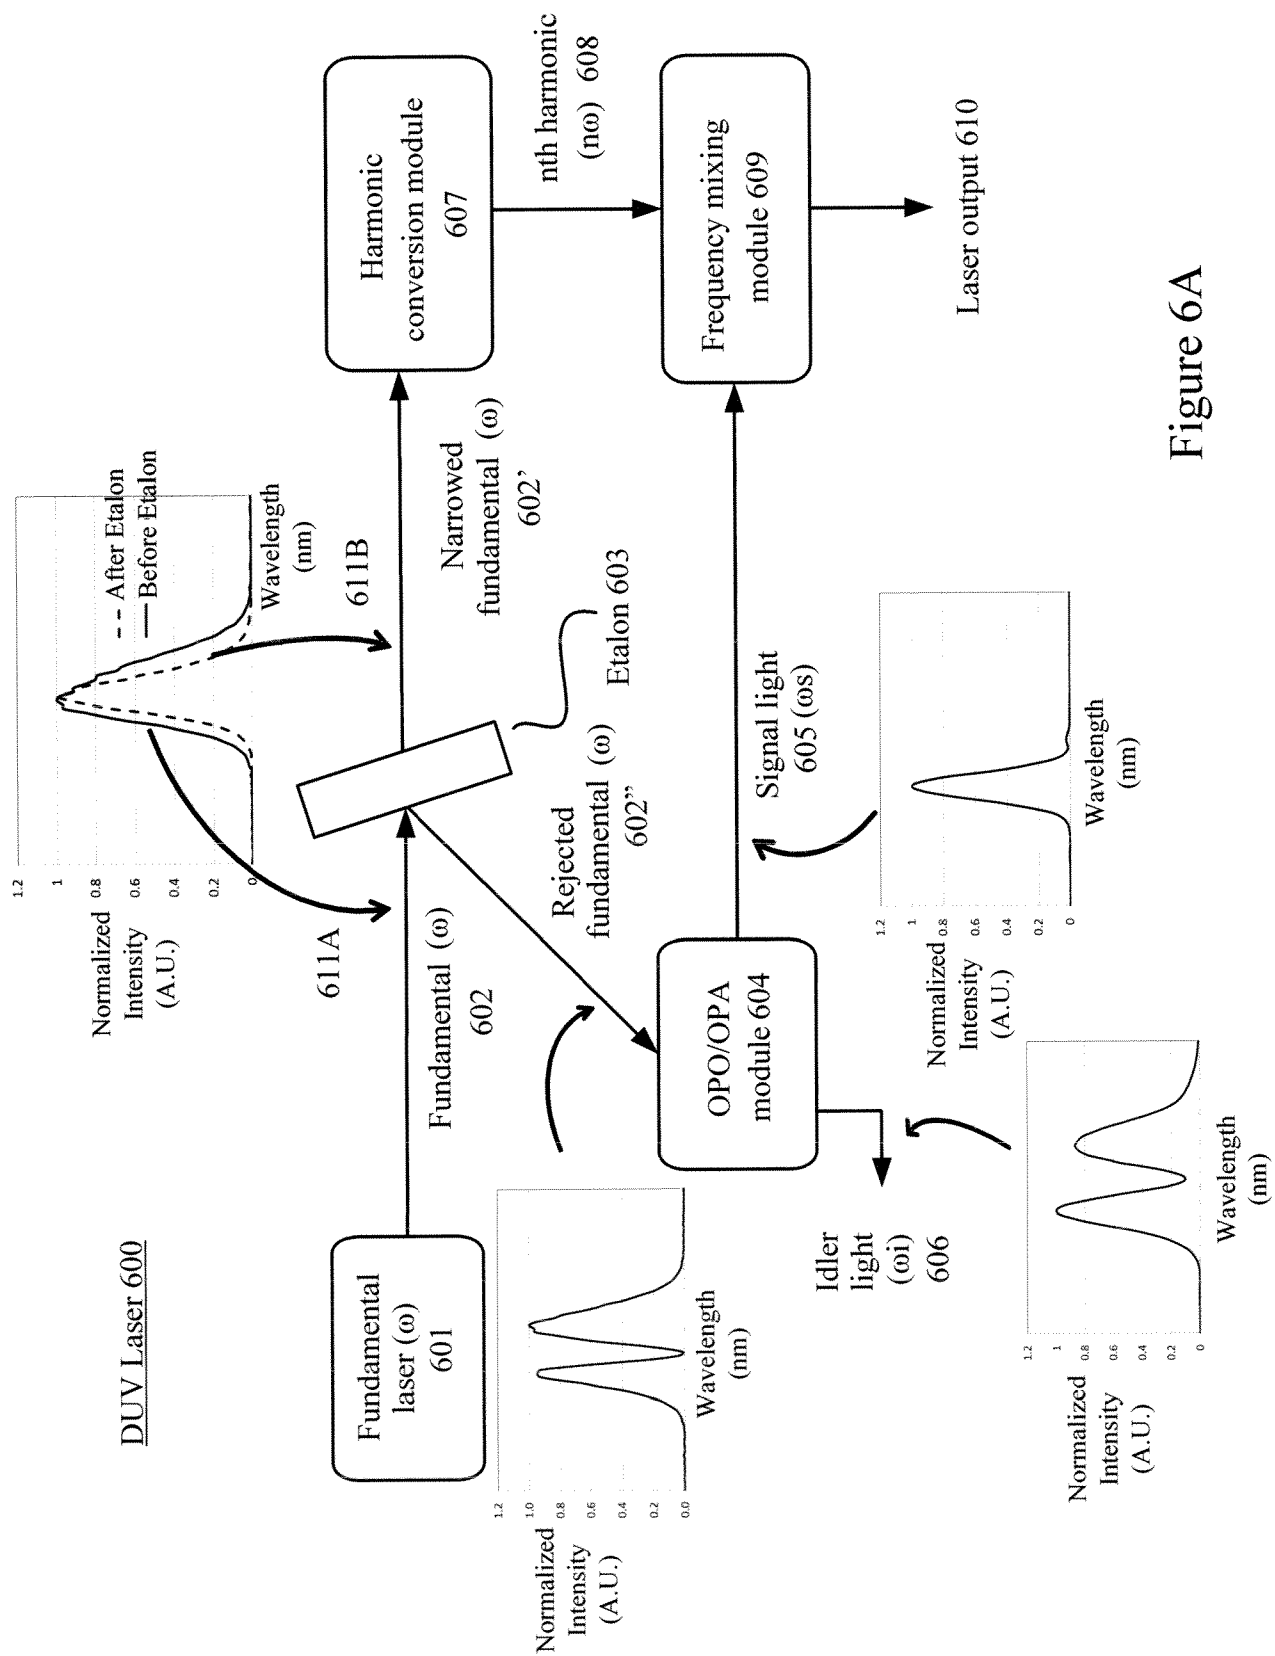 DUV Laser 600
Normalized
Intensity
(A.U.)
1.2
1
0.8
0.6
0.4
0.2
0
After Etalon
Before Etalon
Wavelength
(nm)
611A
611B
Fundamental
laser (ω)
601
Fundamental (ω)
602
Narrowed
fundamental (ω)
602’
Harmonic
conversion module
607
Etalon 603
Rejected
fundamental (ω)
602”
nth harmonic
(nω) 608
Normalized
Intensity
(A.U.)
1.2
1.0
0.8
0.6
0.4
0.2
0.0
Wavelength
(nm)
OPO/OPA
module 604
Signal light
605 (ωs)
Frequency mixing
module 609
Idler
light
(ωi)
606
Normalized
Intensity
(A.U.)
1.2
1
0.8
0.6
0.4
0.2
0
Wavelength
(nm)
Laser output 610
Normalized
Intensity
(A.U.)
1.2
1
0.8
0.6
0.4
0.2
0
Wavelength
(nm)
Figure 6A